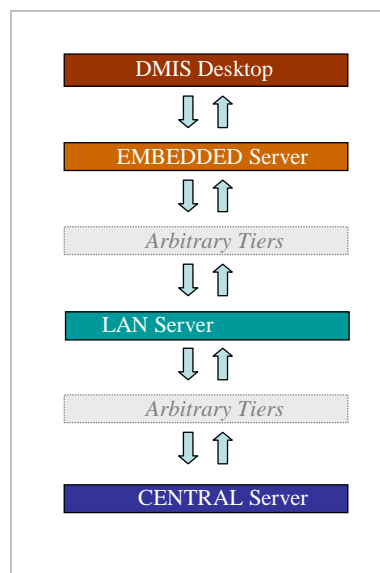 DMIS Desktop
EMBEDDED Server
Arbitrary Tiers
LAN Server
Arbitrary Tiers
CENTRAL Server